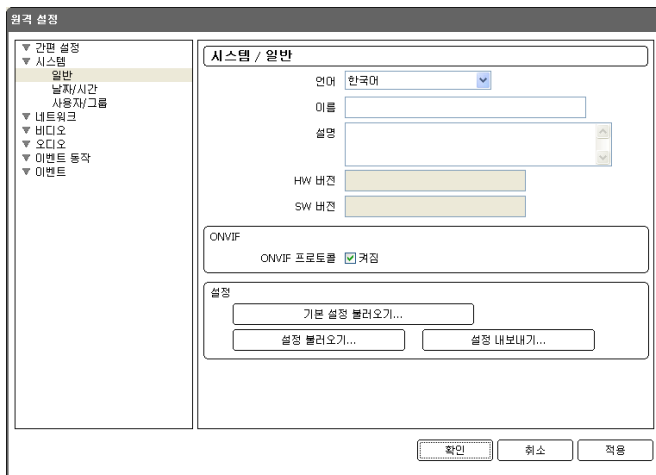 원격 설정
▼ 간편 설정
▼ 시스템
일반
날짜/시간
사용자/그룹
▼ 네트워크
▼ 비디오
▼ 오디오
▼ 이벤트 동작
▼ 이벤트
시스템 / 일반
언어 한국어
이름
설명
HW 버전
SW 버전
ONVIF
ONVIF 프로토콜 켜짐
설정
기본 설정 불러오기...
설정 불러오기... 설정 내보내기...
확인 취소 적용